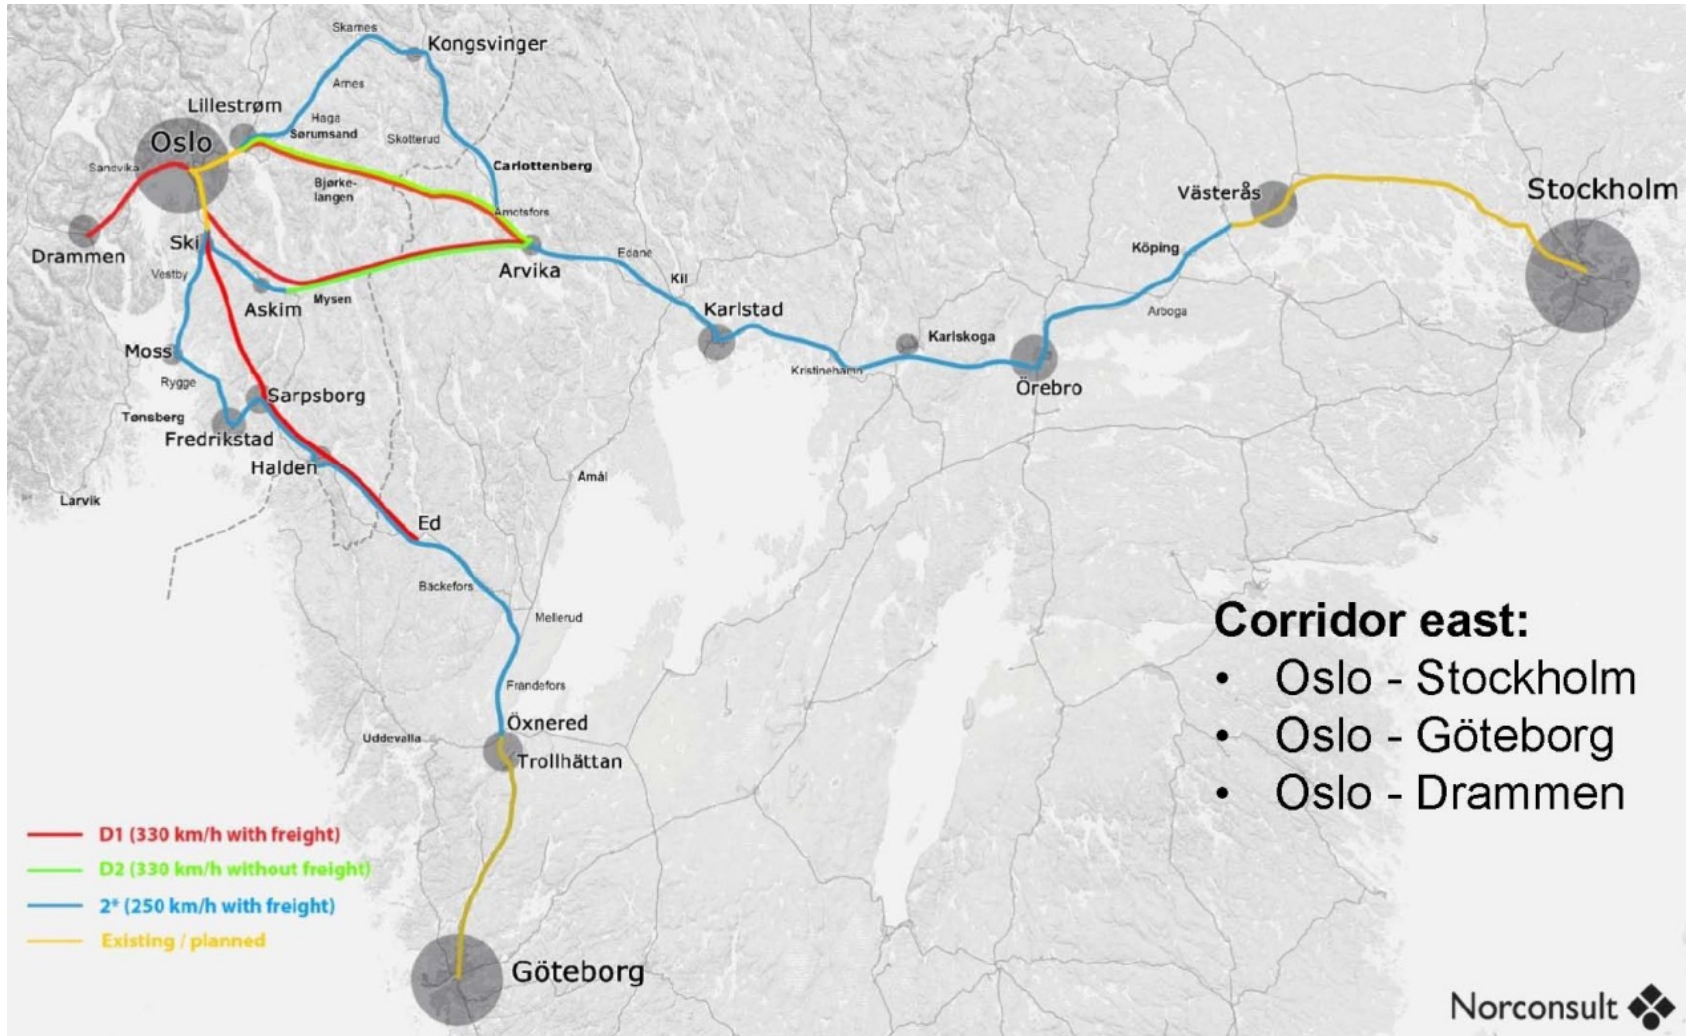 Skarnes
Kongsvinger
Årnes
Lillestrøm
Haga
Sørumsand
Skotterud
Oslo
Sandvika
Carlottenberg
Bjørke-
langen
Åmotsfors
Västerås
Stockholm
Drammen
Ski
Vestby
Arvika
Edane
Köping
Kil
Askim
Mysen
Karlstad
Arboga
Moss
Karlskoga
Rygge
Kristinehamn
Örebro
Sarpsborg
Tønsberg
Fredrikstad
Halden
Åmål
Larvik
Ed
Bäckefors
Mellerud
Frändefors
Öxnered
Uddevalla
Trollhättan
Göteborg
Corridor east:
• Oslo - Stockholm
• Oslo - Göteborg
• Oslo - Drammen
D1 (330 km/h with freight)
D2 (330 km/h without freight)
2* (250 km/h with freight)
Existing / planned
Norconsult